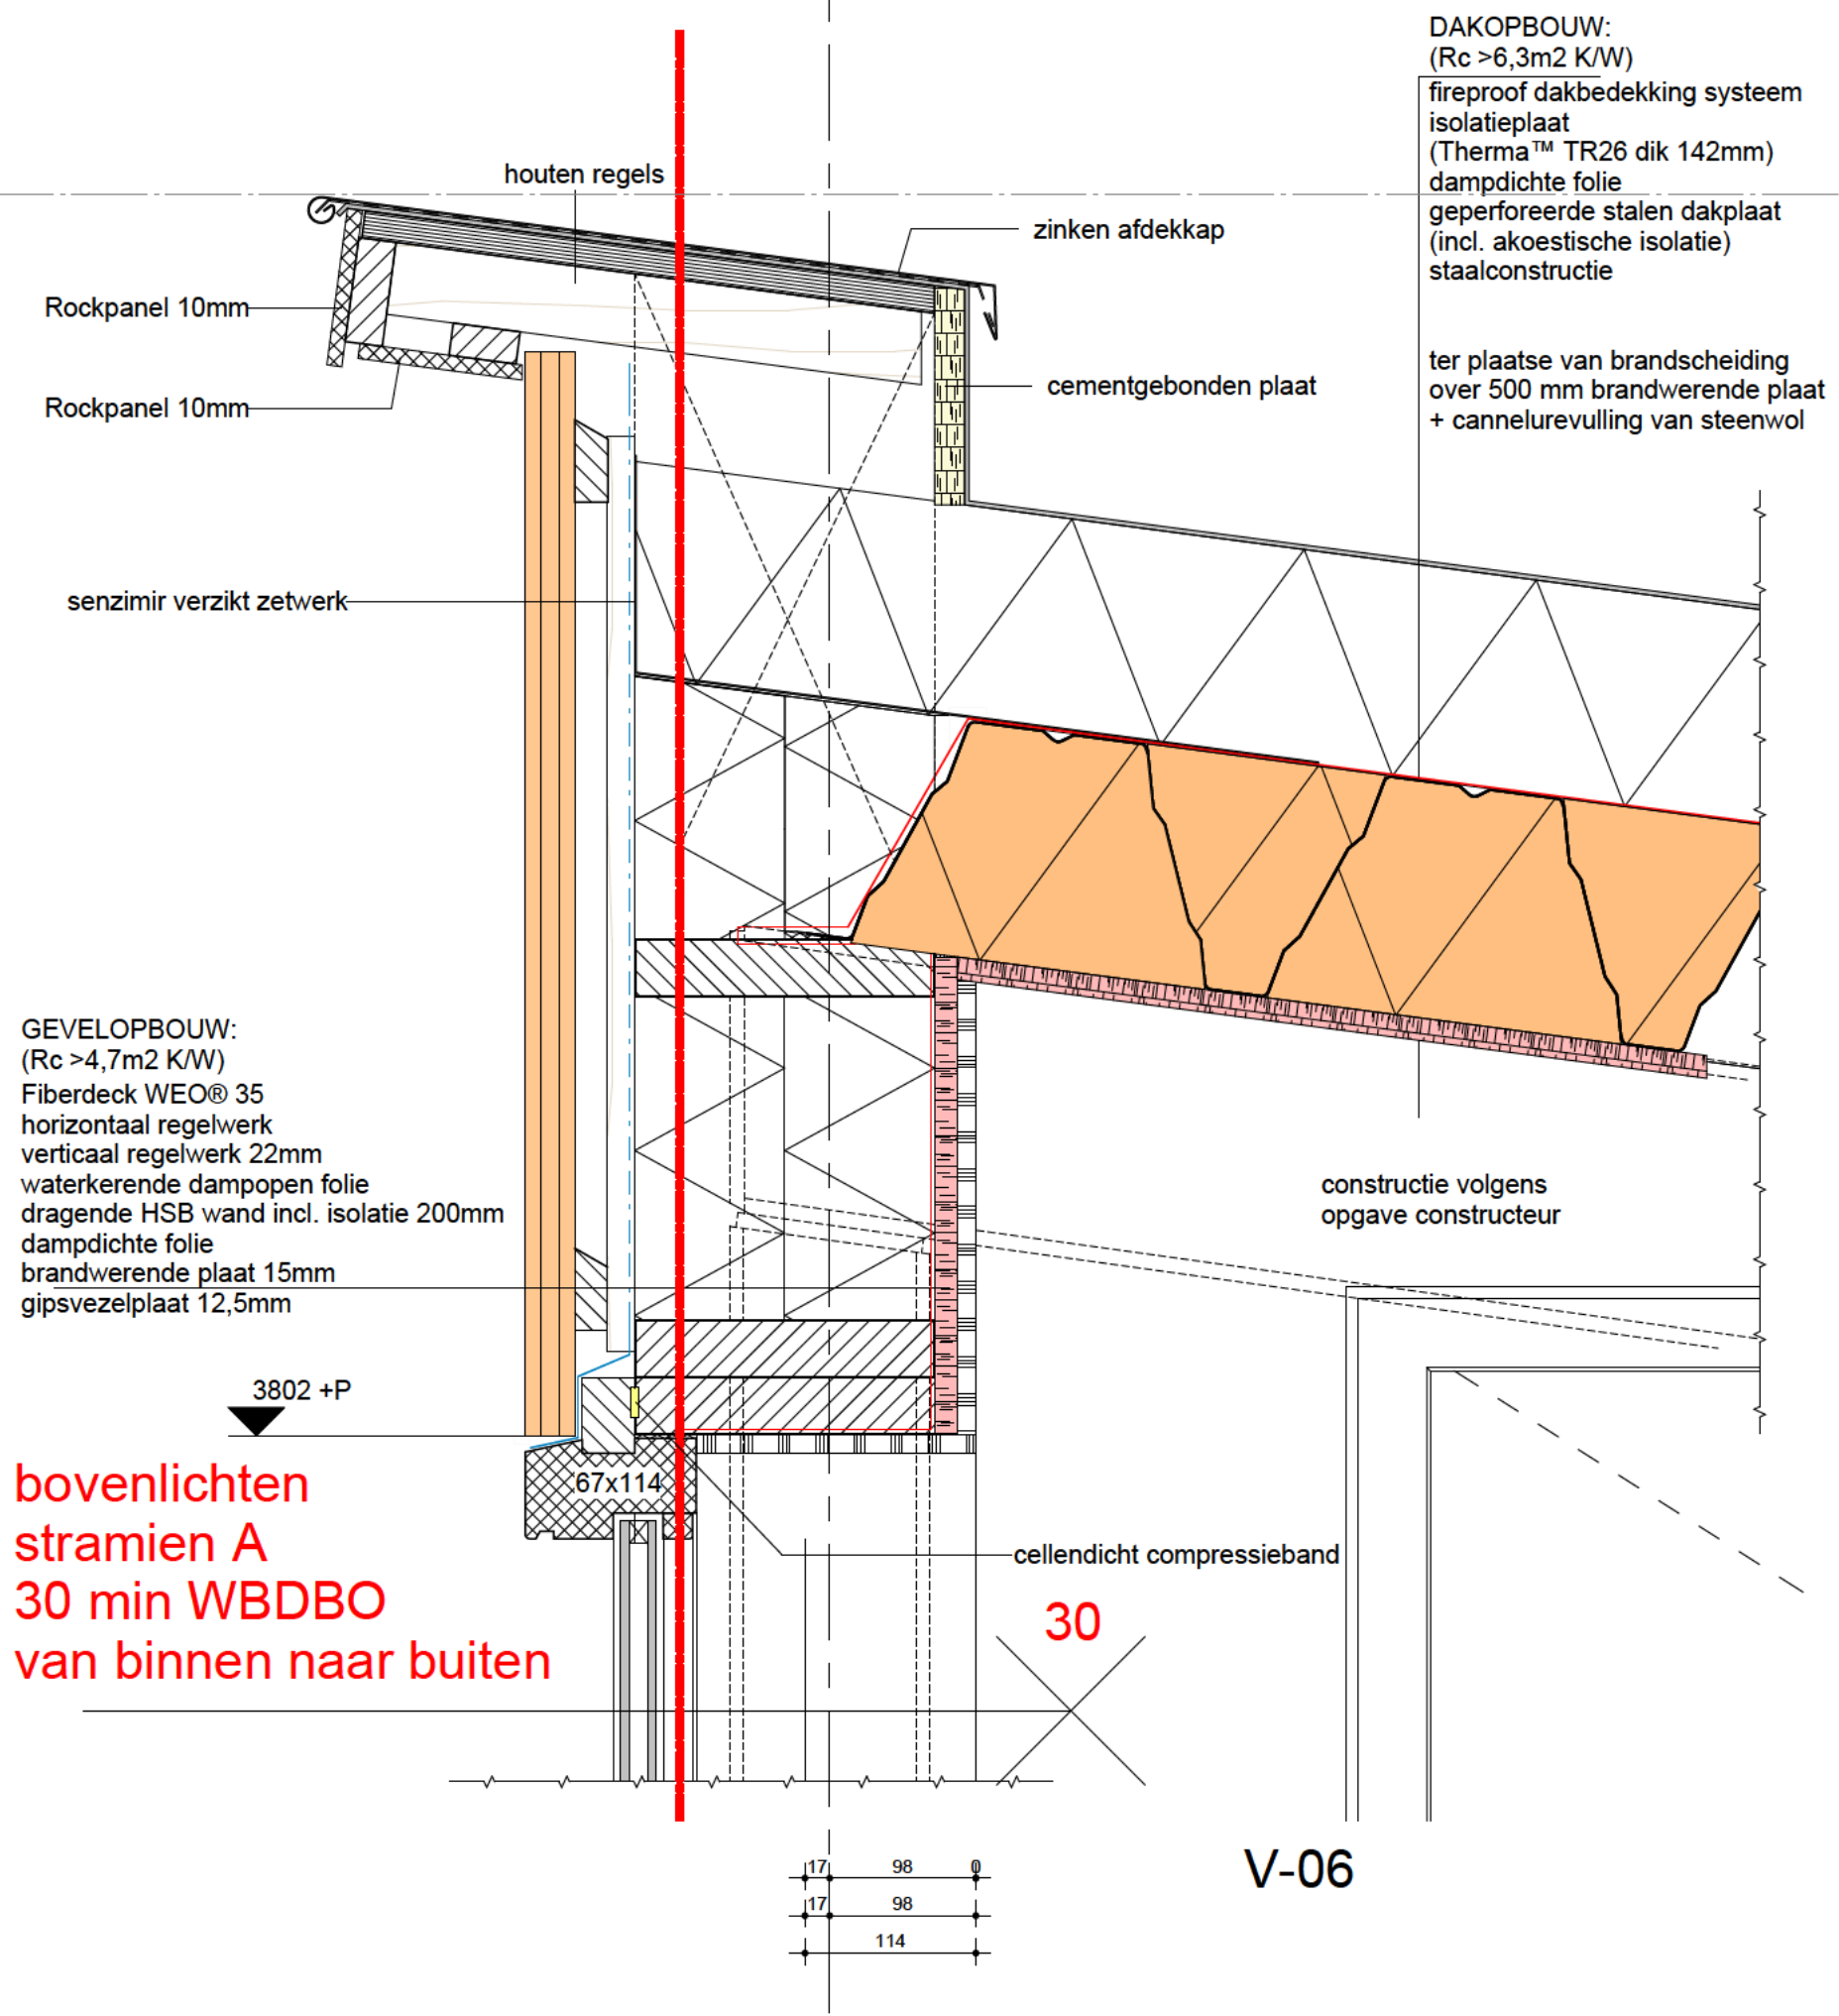 DAKOPBOUW:
(Rc >6,3m2 K/W)
fireproof dakbedekking systeem
isolatieplaat
(Therma™ TR26 dik 142mm)
dampdichte folie
geperforeerde stalen dakplaat
(incl. akoestische isolatie)
staalconstructie
ter plaatse van brandscheiding
over 500 mm brandwerende plaat
+ cannelurevulling van steenwol
houten regels
zinken afdekkap
Rockpanel 10mm
cementgebonden plaat
Rockpanel 10mm
senzimir verzikt zetwerk
GEVELOPBOUW:
(Rc >4,7m2 K/W)
Fiberdeck WEO® 35
horizontaal regelwerk
verticaal regelwerk 22mm
waterkerende dampopen folie
dragende HSB wand incl. isolatie 200mm
dampdichte folie
brandwerende plaat 15mm
gipsvezelplaat 12,5mm
constructie volgens
opgave constructeur
3802 +P
67x114
bovenlichten
stramien A
30 min WBDBO
van binnen naar buiten
cellendicht compressieband
30
V-06
17 98 0
17 98
114